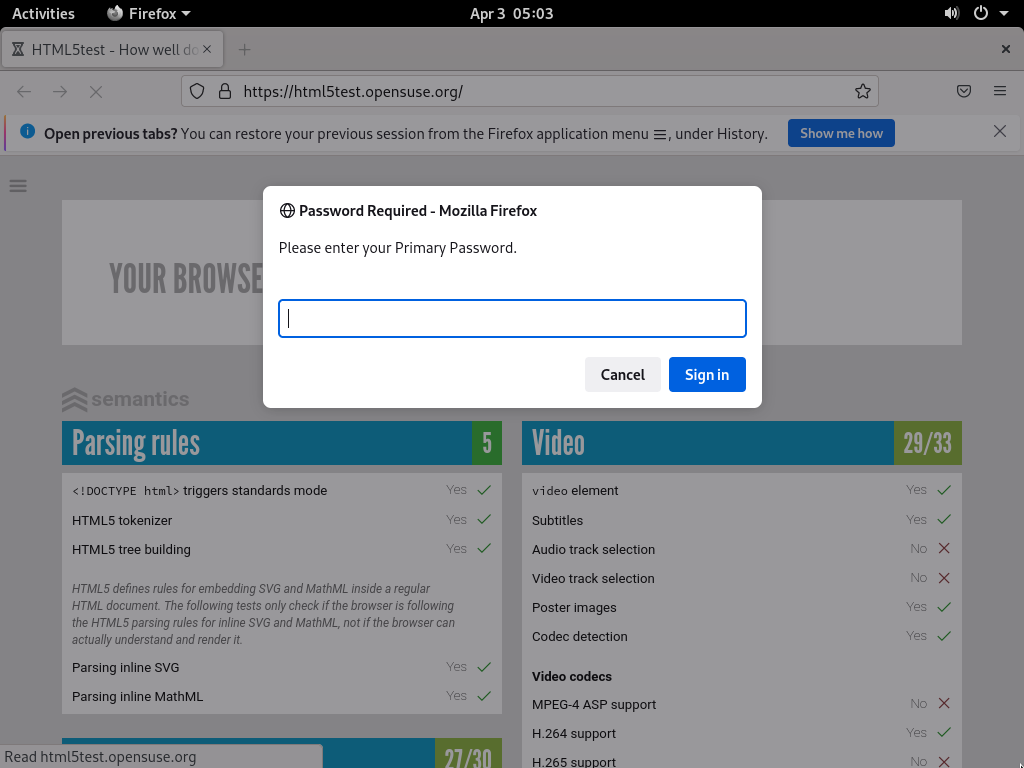 Activities Firefox Apr 3 05:03
HTML5test - How well do
https://html5test.opensuse.org/
Open previous tabs? You can restore your previous session from the Firefox application menu ☰, under History. Show me how
Password Required - Mozilla Firefox
Please enter your Primary Password.
Cancel Sign in
YOUR BROWSE
semantics
Parsing rules 5
<!DOCTYPE html> triggers standards mode Yes
HTML5 tokenizer Yes
HTML5 tree building Yes
HTML5 defines rules for embedding SVG and MathML inside a regular
HTML document. The following tests only check if the browser is following
the HTML5 parsing rules for inline SVG and MathML, not if the browser can
actually understand and render it.
Parsing inline SVG Yes
Parsing inline MathML Yes
27/30
Video 29/33
video element Yes
Subtitles Yes
Audio track selection No
Video track selection No
Poster images Yes
Codec detection Yes
Video codecs
MPEG-4 ASP support No
H.264 support Yes
H.265 support No
Read html5test.opensuse.org